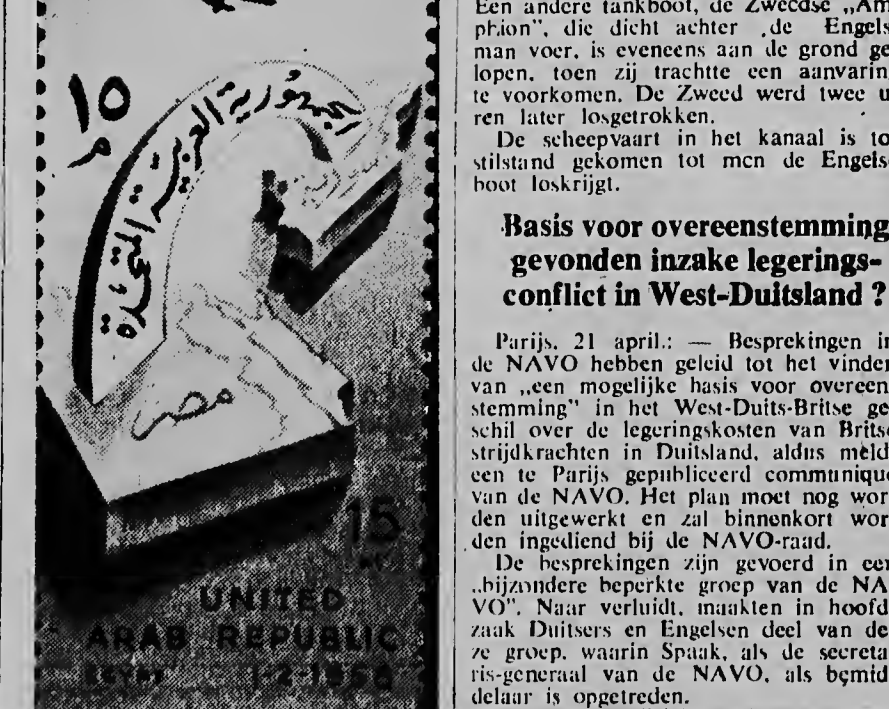 ١٥
م
الجمهورية العربية المتحدة
مصر
15
UNITED
ARAB REPUBLIC
EGYPT 1-2-1958
Een andere tankboot, de Zweedse „Am
phion", die dicht achter de Engels
man voer, is eveneens aan de grond ge
lopen, toen zij trachtte een aanvarin
te voorkomen. De Zweed werd twee u
ren later losgetrokken.
De scheepvaart in het kanaal is to
stilstand gekomen tot men de Engels
boot loskrijgt.
Basis voor overeenstemming
gevonden inzake legerings-
conflict in West-Duitsland ?
Parijs, 21 april.: — Besprekingen in
de NAVO hebben geleid tot het vinden
van „een mogelijke basis voor overeen
stemming" in het West-Duits-Britse ge
schil over de legeringskosten van Britse
strijdkrachten in Duitsland, aldus meld
een te Parijs gepubliceerd communique
van de NAVO. Het plan moet nog wor
den uitgewerkt en zal binnenkort wor
den ingediend bij de NAVO-raad.
De besprekingen zijn gevoerd in een
„bijzondere beperkte groep van de NA
VO". Naar verluidt, maakten in hoofd
zaak Duitsers en Engelsen deel van de
ze groep, waarin Spaak, als de secreta
ris-generaal van de NAVO, als bemid
delaar is opgetreden.